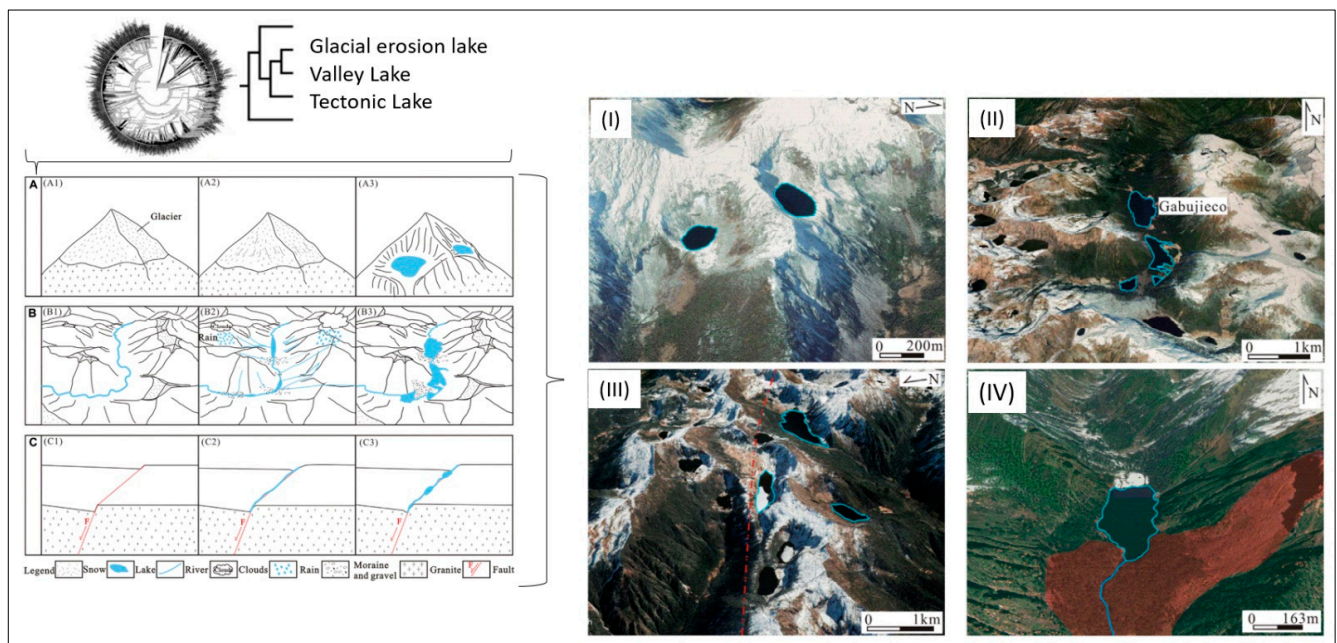 Glacial erosion lake
Valley Lake
Tectonic Lake
A (A1) (A2) (A3)
Glacier
B (B1) (B2) (B3)
Clouds
Rain Rain
C (C1) (C2) (C3)
F F F
Legend Snow Lake River Clouds Rain Moraine and gravel Granite F Fault
(I) N
0 200m
(II) N
Gabujieco
0 1km
(III) N
0 1km
(IV) N
0 163m